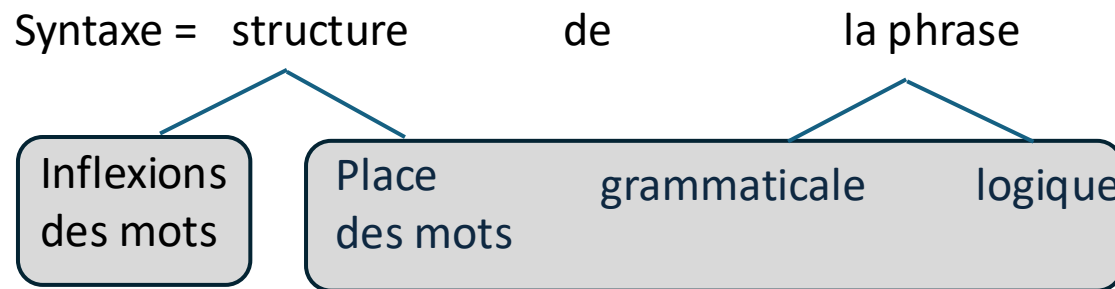 Syntaxe = structure de la phrase
Inflexions
des mots
Place
des mots
grammaticale
logique